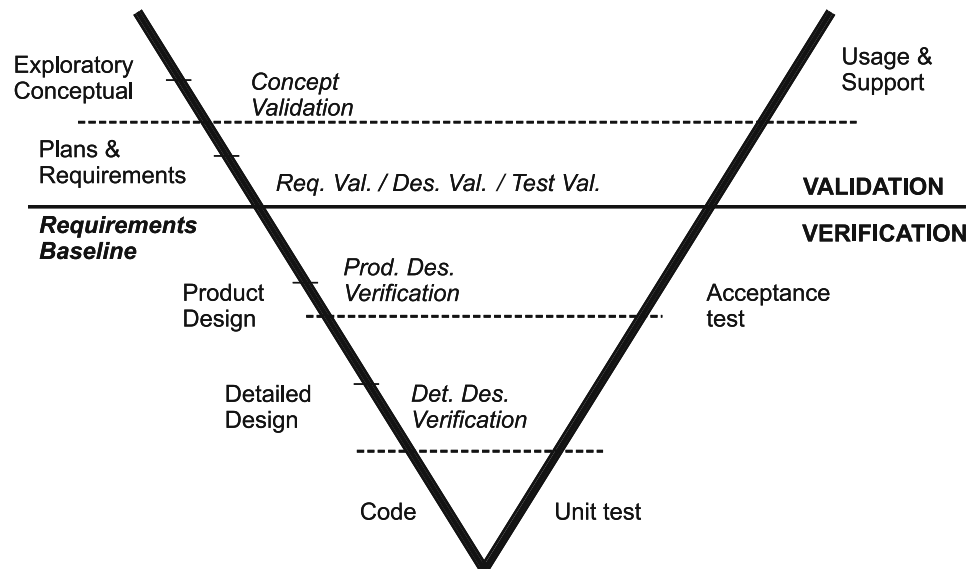 Exploratory
Conceptual
Concept
Validation
Usage &
Support
Plans &
Requirements
Req. Val. / Des. Val. / Test Val.
VALIDATION
Requirements
Baseline
VERIFICATION
Product
Design
Prod. Des.
Verification
Acceptance
test
Detailed
Design
Det. Des.
Verification
Code
Unit test